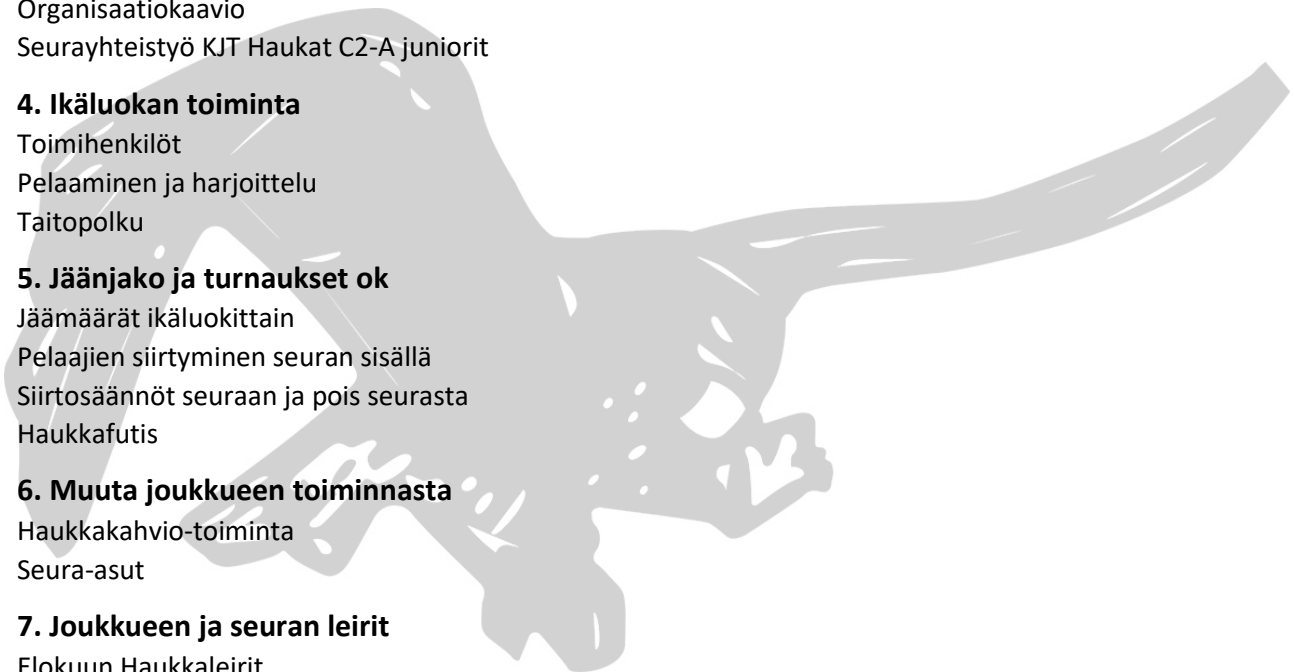 Organisaatiokaavio
Seurayhteistyö KJT Haukat C2-A juniorit
4. Ikäluokan toiminta
Toimihenkilöt
Pelaaminen ja harjoittelu
Taitopolku
5. Jäänjako ja turnaukset ok
Jäämäärät ikäluokittain
Pelaajien siirtyminen seuran sisällä
Siirtosäännöt seuraan ja pois seurasta
Haukkafutis
6. Muuta joukkueen toiminnasta
Haukkakahvio-toiminta
Seura-asut
7. Joukkueen ja seuran leirit
Elokuun Haukkaleirit